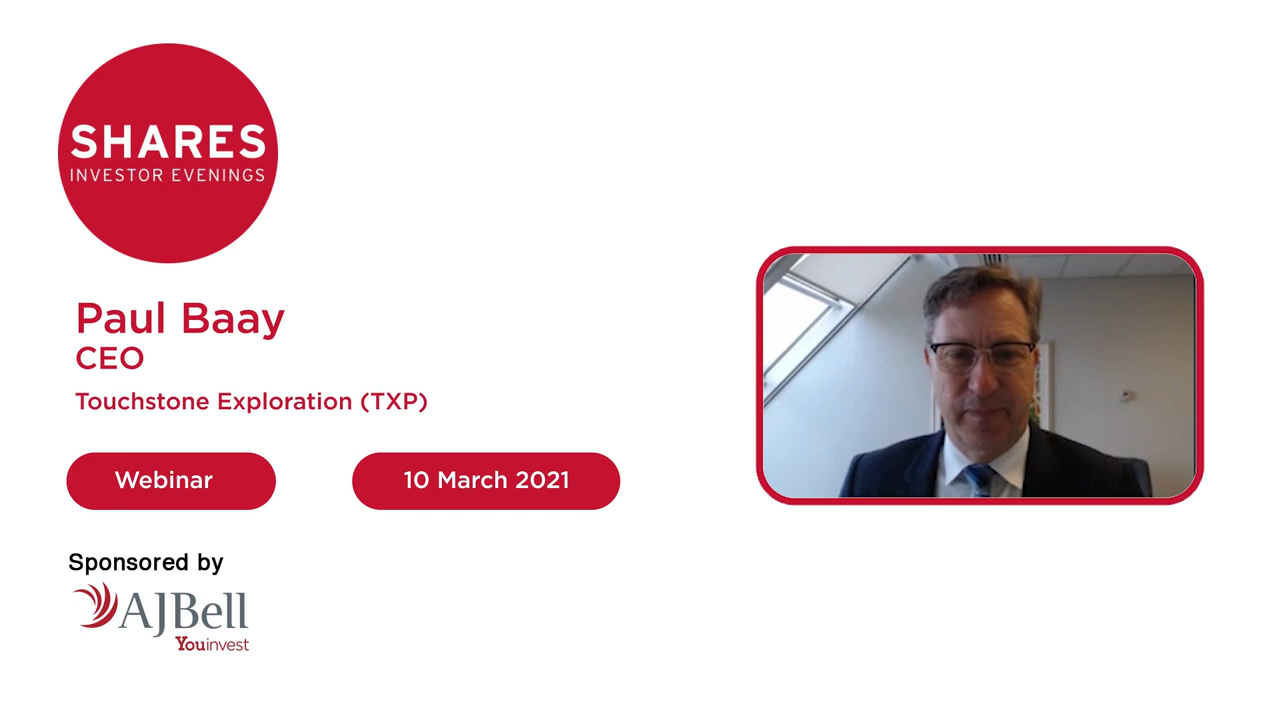 SHARES
INVESTOR EVENINGS
Paul Baay
CEO
Touchstone Exploration (TXP)
Webinar
10 March 2021
Sponsored by
AJBell
Youinvest